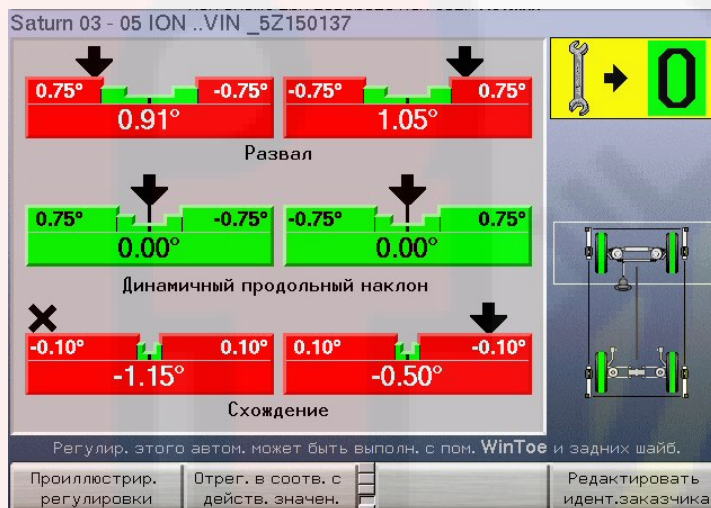 Saturn 03 - 05 ION ..VIN _5Z150137
0.75° -0.75° -0.75° 0.75°
0.91° 1.05°
Развал
0.75° -0.75° -0.75° 0.75°
0.00° 0.00°
Динамичный продольный наклон
-0.10° 0.10° 0.10° -0.10°
-1.15° -0.50°
Схождение
0
Регулир. этого автом. может быть выполн. с пом. WinToe и задних шайб.
Проиллюстрир. регулировки
Отрег. в соотв. с действ. значен.
Редактировать идент.заказчика